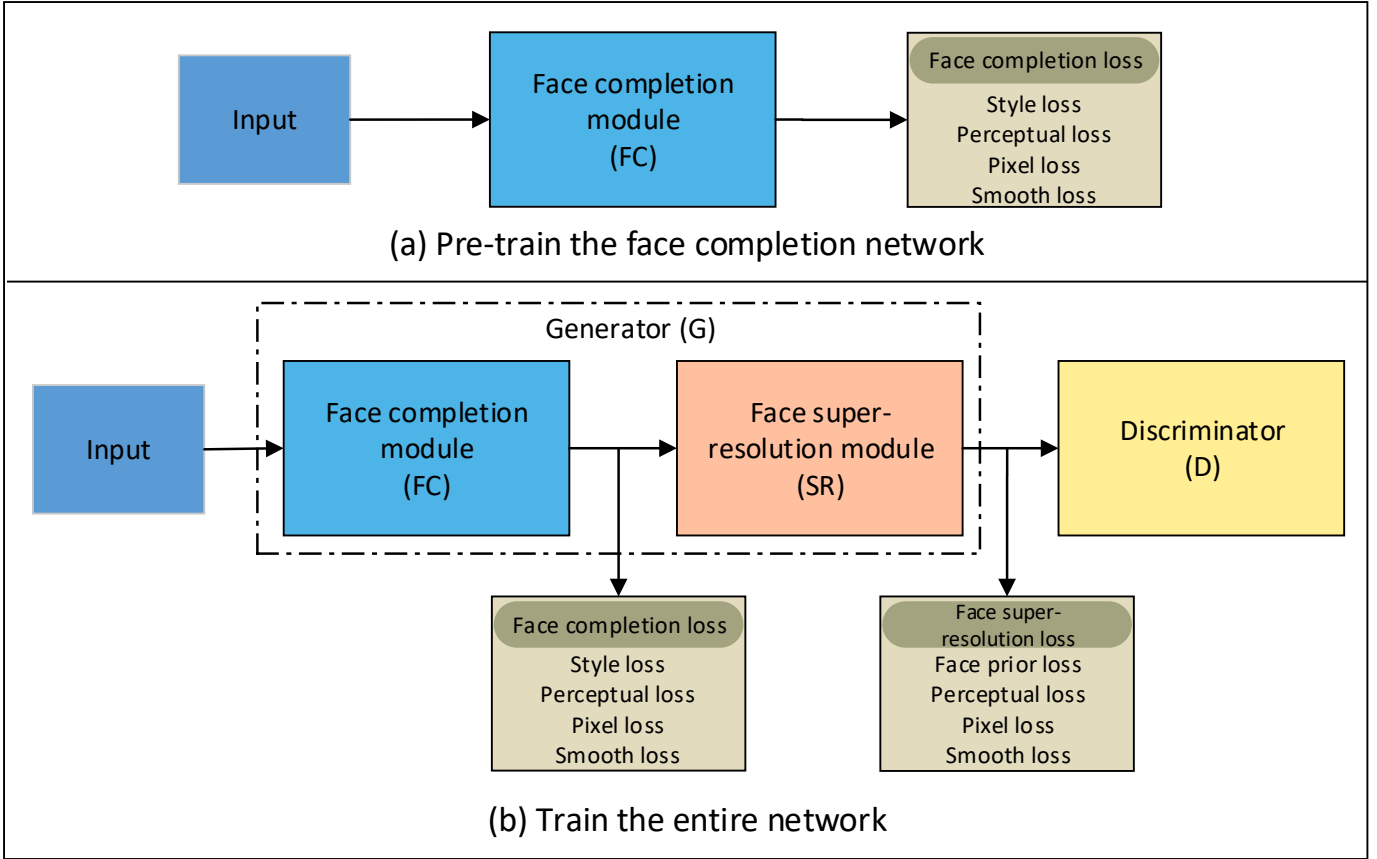 Input
Face completion
module
(FC)
Face completion loss
Style loss
Perceptual loss
Pixel loss
Smooth loss
(a) Pre-train the face completion network
Generator (G)
Input
Face completion
module
(FC)
Face super-
resolution module
(SR)
Discriminator
(D)
Face completion loss
Style loss
Perceptual loss
Pixel loss
Smooth loss
Face super-
resolution loss
Face prior loss
Perceptual loss
Pixel loss
Smooth loss
(b) Train the entire network